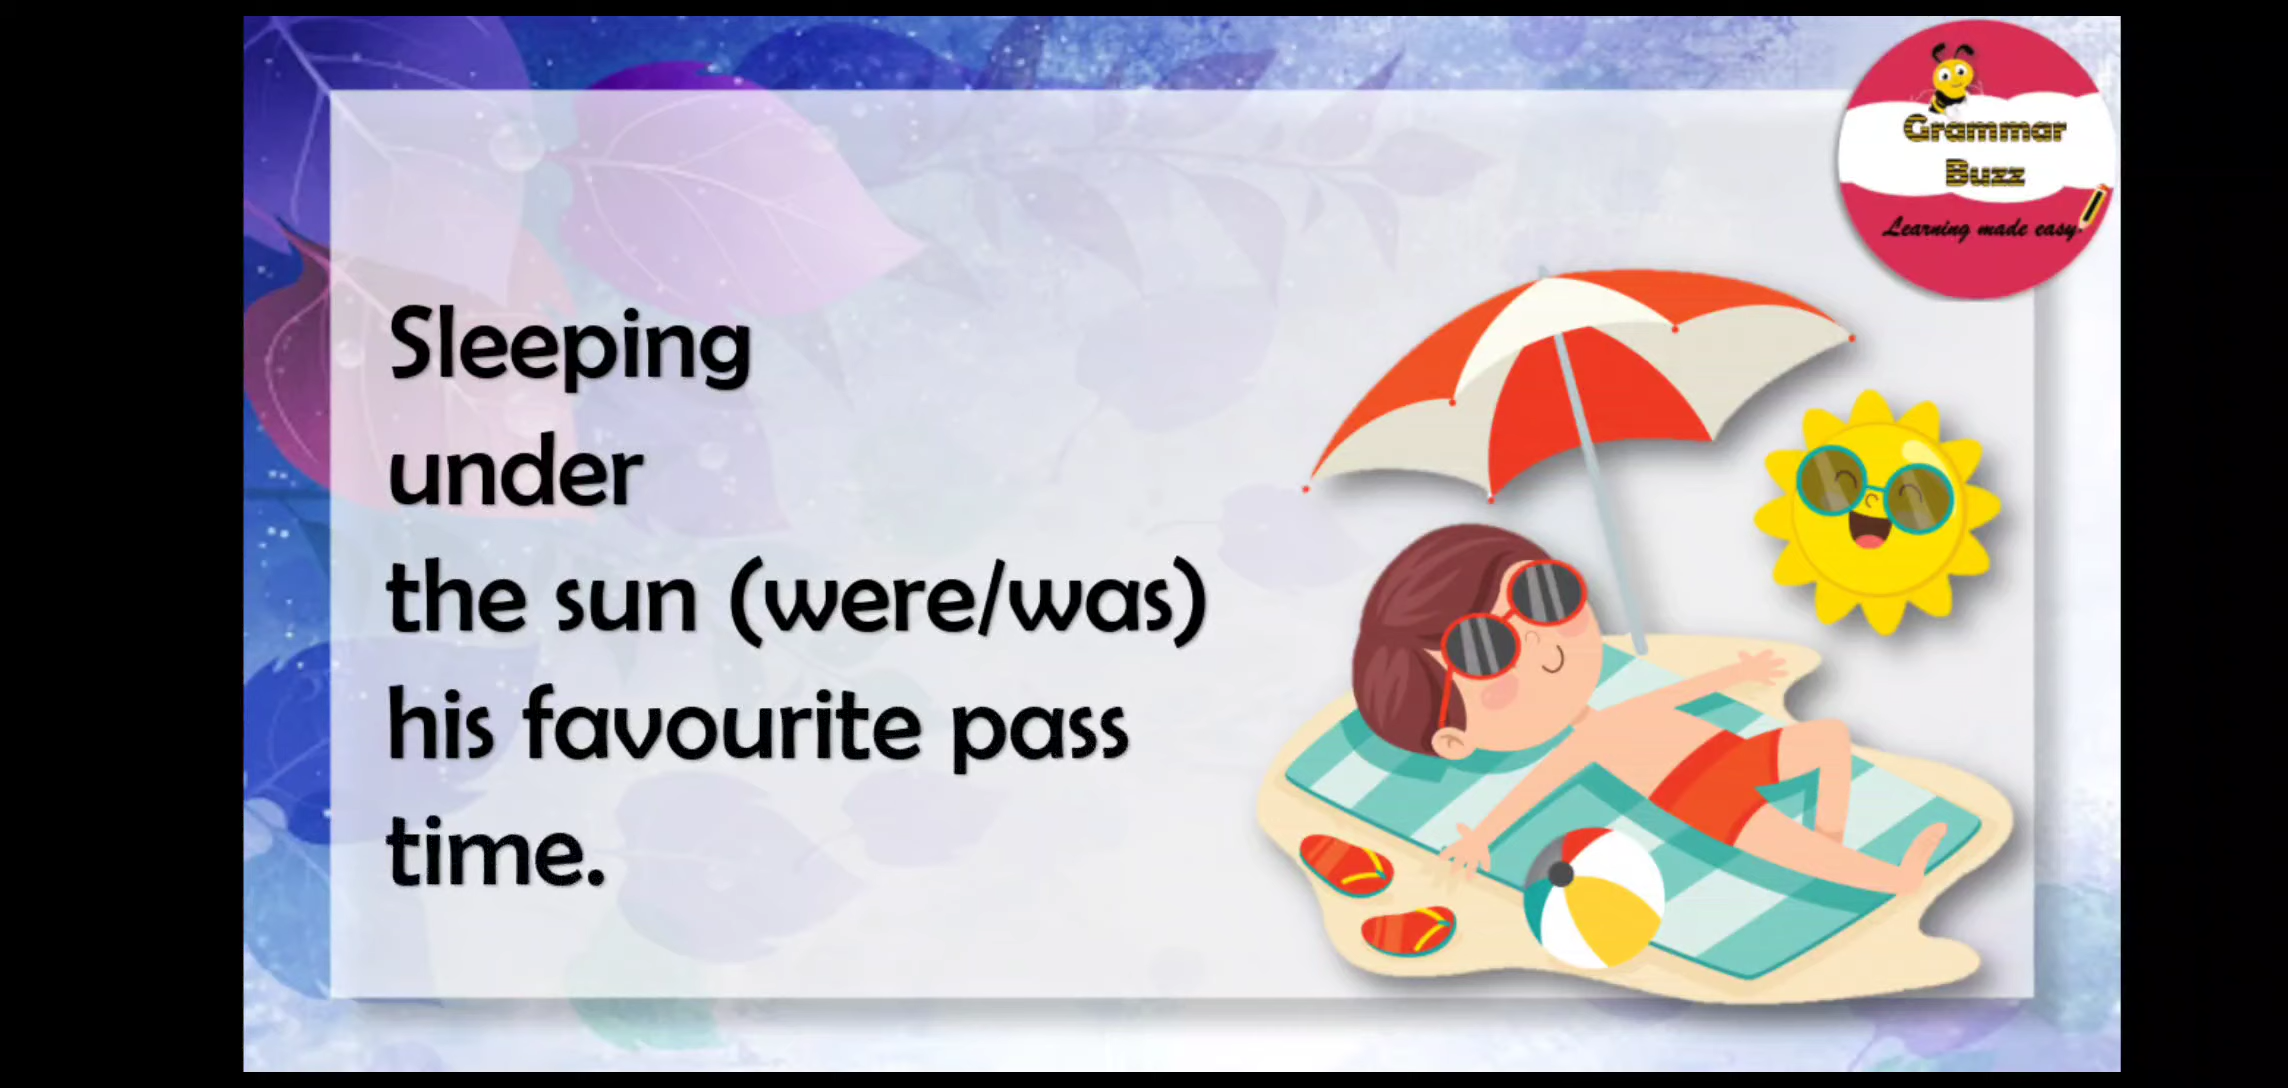 Grammar
Buzz
Learning made easy
Sleeping
under
the sun (were/was)
his favourite pass
time.